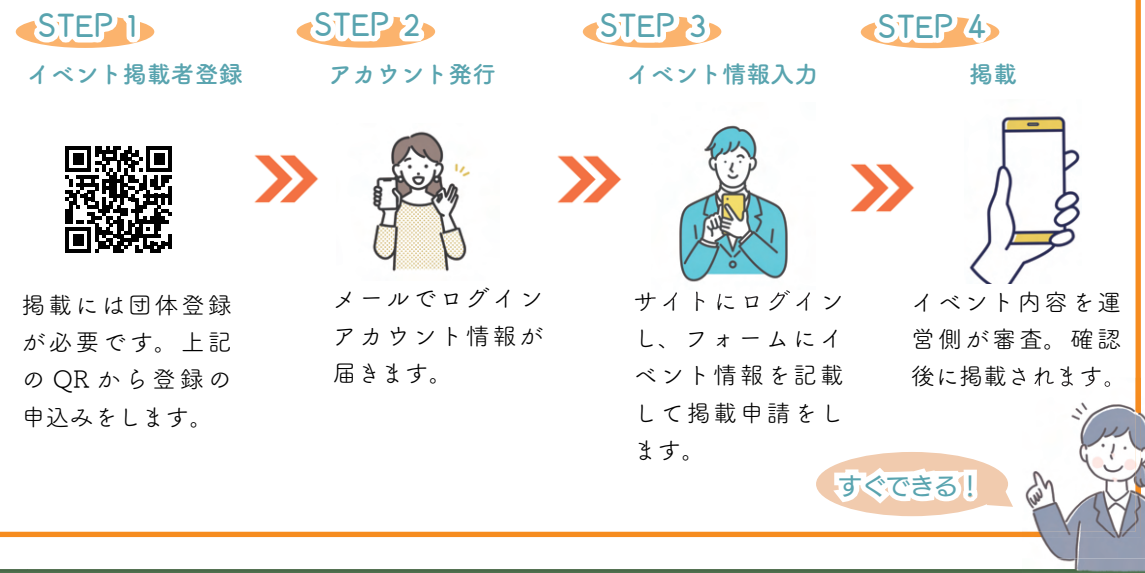 STEP 1
イベント掲載者登録
掲載には団体登録
が必要です。上記
の QR から登録の
申込みをします。
STEP 2
アカウント発行
メールでログイン
アカウント情報が
届きます。
STEP 3
イベント情報入力
サイトにログイン
し、フォームにイ
ベント情報を記載
して掲載申請をし
ます。
STEP 4
掲載
イベント内容を運
営側が審査。確認
後に掲載されます。
すぐできる！